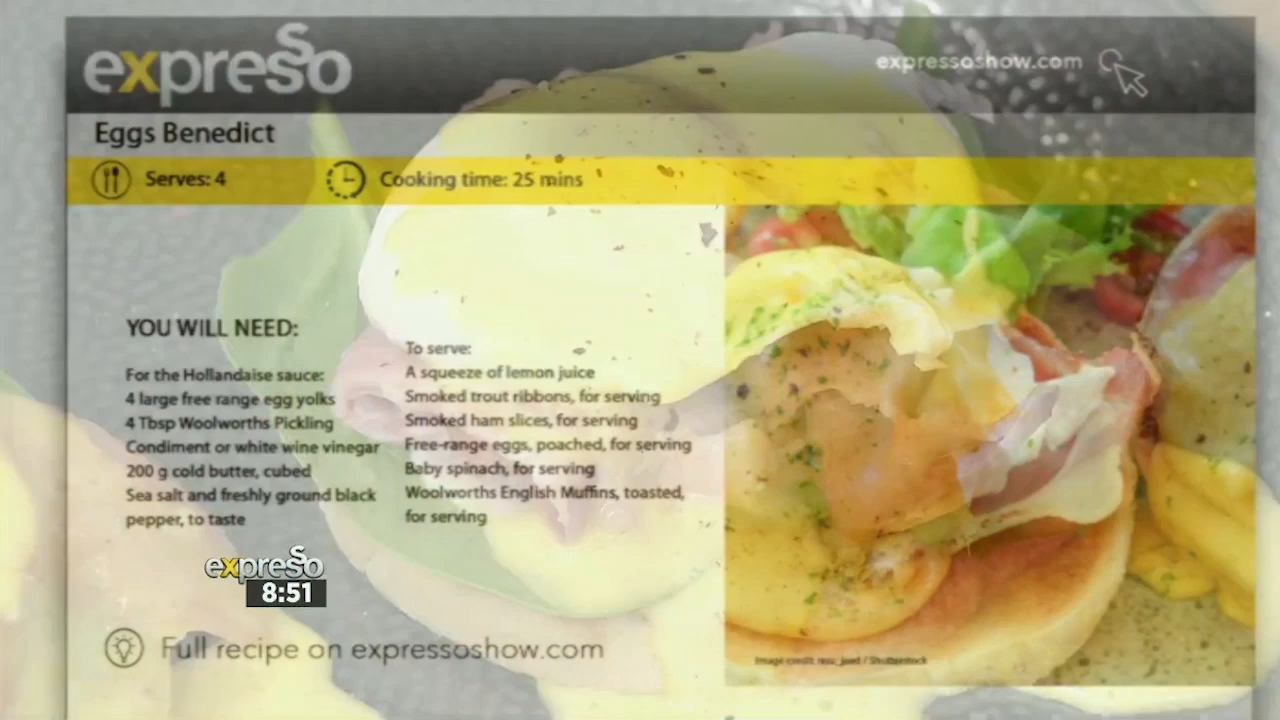 expresso
expressoshow.com
Eggs Benedict
Serves: 4
Cooking time: 25 mins
YOU WILL NEED:
For the Hollandaise sauce:
4 large free range egg yolks
4 Tbsp Woolworths Pickling
Condiment or white wine vinegar
200 g cold butter, cubed
Sea salt and freshly ground black
pepper, to taste
To serve:
A squeeze of lemon juice
Smoked trout ribbons, for serving
Smoked ham slices, for serving
Free-range eggs, poached, for serving
Baby spinach, for serving
Woolworths English Muffins, toasted,
for serving
expresso
8:51
Full recipe on expressoshow.com
Image credit: / Shutterstock